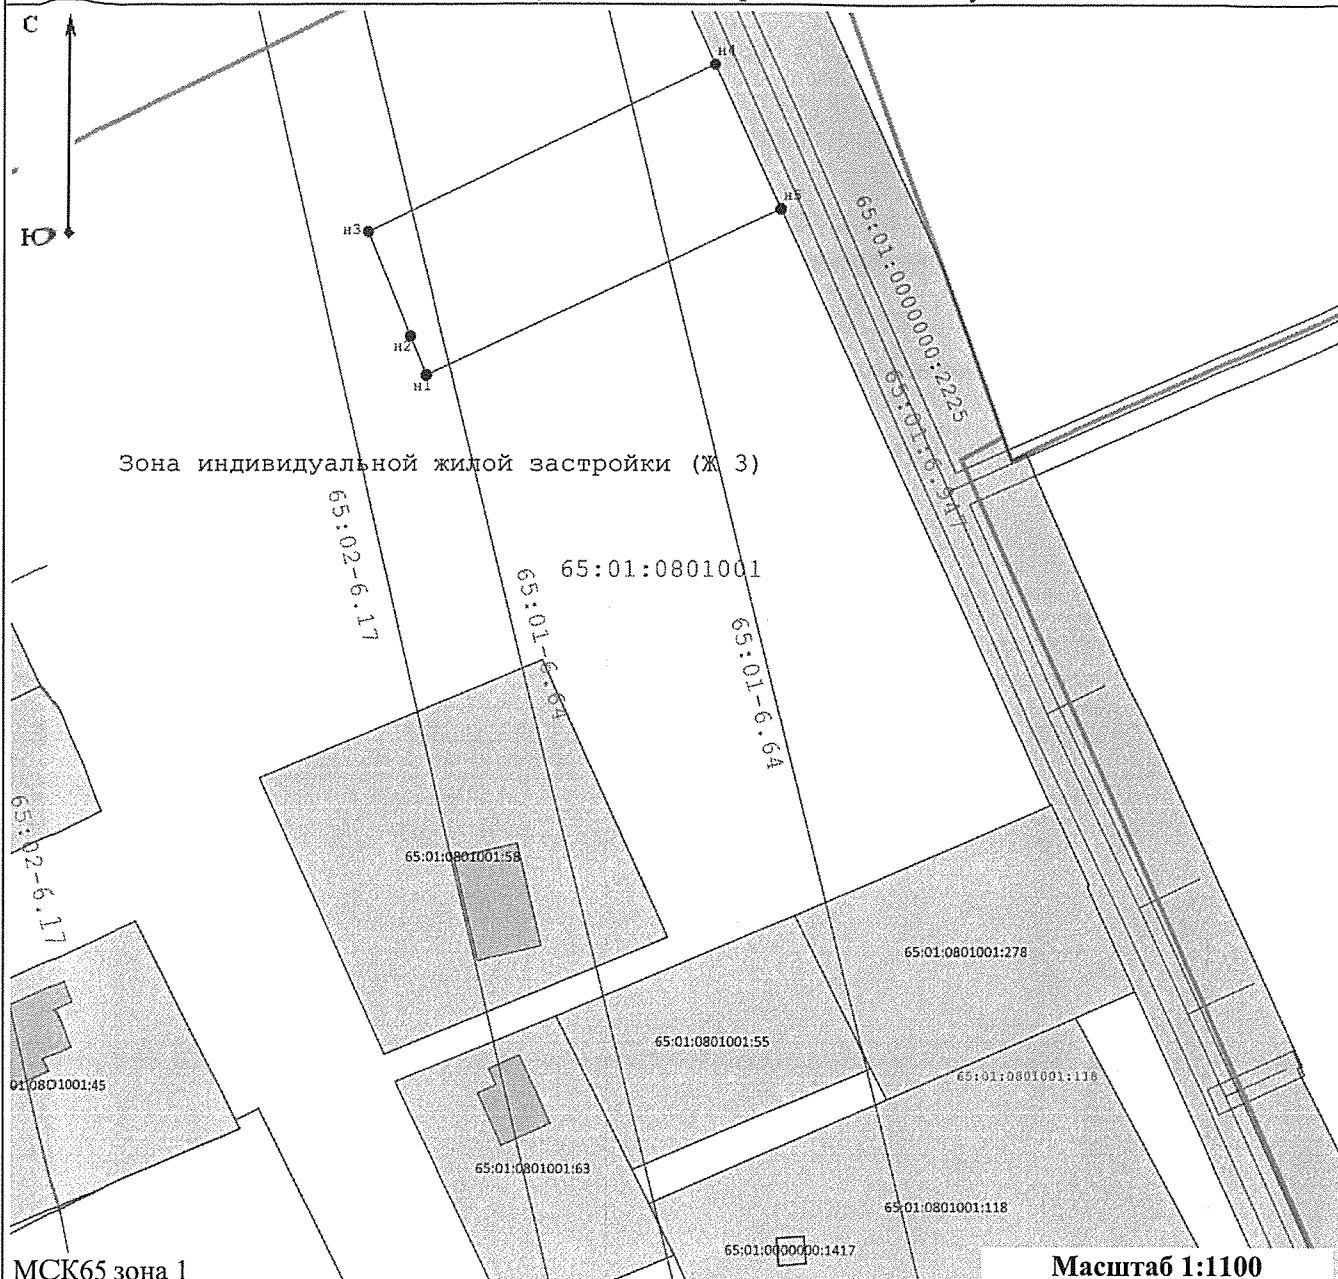 С
н4
н5
Ю
н3
65:01:0000000:2225
н2
н1
65:01-6.947
Зона индивидуальной жилой застройки (Ж 3)
65:02-6.17
65:01:0801001
65:01-6.64
65:01-6.64
65:02-6.17
65:01:0801001:58
65:01:0801001:278
65:01:0801001:55
65:01:0801001:118
01:0801001:45
65:01:0801001:63
65:01:0801001:118
65:01:0000000:1417
МСК65 зона 1
Масштаб 1:1100